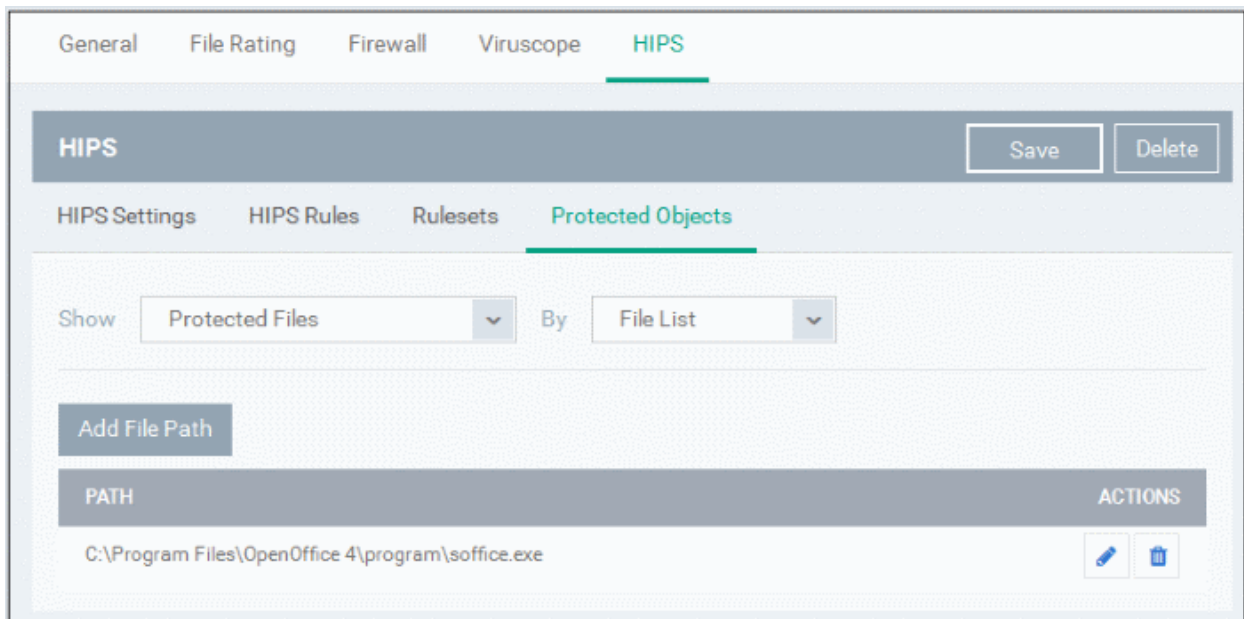 General File Rating Firewall Viruscope HIPS
HIPS Save Delete
HIPS Settings HIPS Rules Rulesets Protected Objects
Show Protected Files By File List
Add File Path
PATH ACTIONS
C:\Program Files\OpenOffice 4\program\soffice.exe